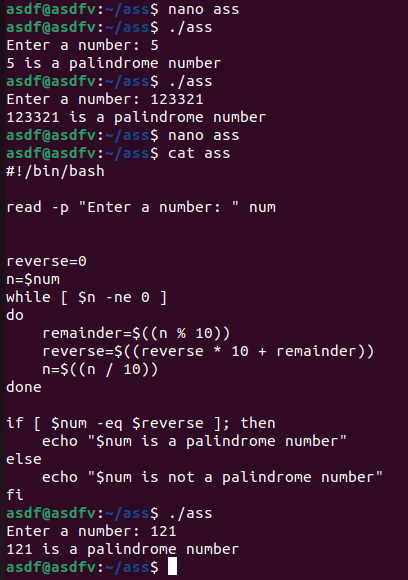 asdf@asdfv:~/ass$ nano ass
asdf@asdfv:~/ass$ ./ass
Enter a number: 5
5 is a palindrome number
asdf@asdfv:~/ass$ ./ass
Enter a number: 123321
123321 is a palindrome number
asdf@asdfv:~/ass$ nano ass
asdf@asdfv:~/ass$ cat ass
#!/bin/bash

read -p "Enter a number: " num


reverse=0
n=$num
while [ $n -ne 0 ]
do
    remainder=$((n % 10))
    reverse=$((reverse * 10 + remainder))
    n=$((n / 10))
done

if [ $num -eq $reverse ]; then
    echo "$num is a palindrome number"
else
    echo "$num is not a palindrome number"
fi
asdf@asdfv:~/ass$ ./ass
Enter a number: 121
121 is a palindrome number
asdf@asdfv:~/ass$